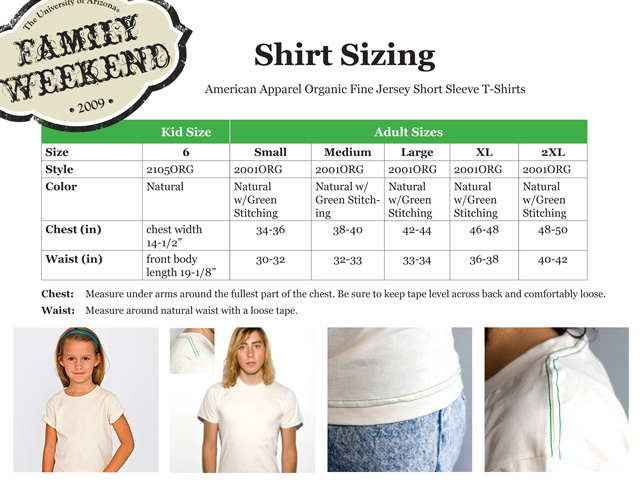 The University of Arizona®
FAMILY
WEEKEND
• 2009 •
Shirt Sizing
American Apparel Organic Fine Jersey Short Sleeve T-Shirts
Kid Size Adult Sizes
Size 6 Small Medium Large XL 2XL
Style 2105ORG 2001ORG 2001ORG 2001ORG 2001ORG 2001ORG
Color Natural Natural Natural w/ Natural Natural Natural
w/Green Green Stitch- w/Green w/Green w/Green
Stitching ing Stitching Stitching Stitching
Chest (in) chest width 34-36 38-40 42-44 46-48 48-50
14-1/2”
Waist (in) front body 30-32 32-33 33-34 36-38 40-42
length 19-1/8”
Chest: Measure under arms around the fullest part of the chest. Be sure to keep tape level across back and comfortably loose.
Waist: Measure around natural waist with a loose tape.